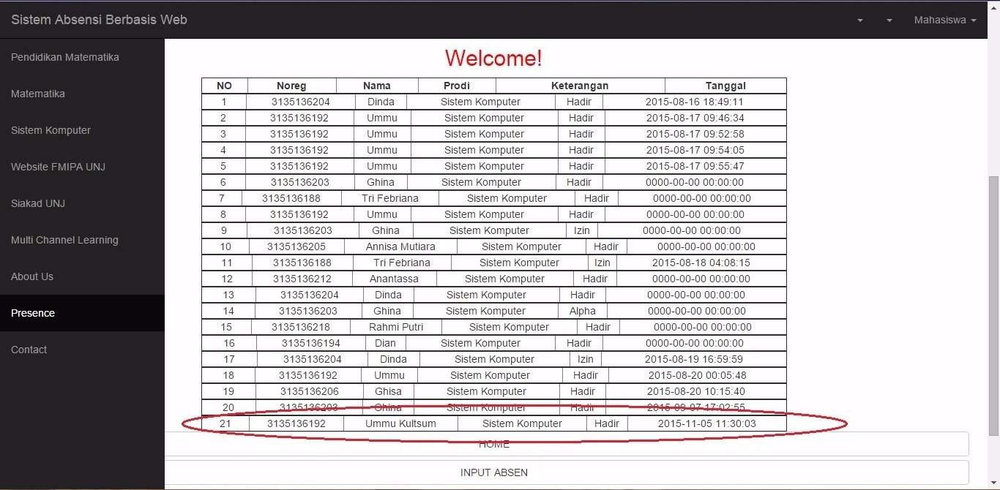 Sistem Absensi Berbasis Web Mahasiswa
Pendidikan Matematika
Matematika
Sistem Komputer
Website FMIPA UNJ
Siakad UNJ
Multi Channel Learning
About Us
Presence
Contact
Welcome!
NO Noreg Nama Prodi Keterangan Tanggal
1 3135136204 Dinda Sistem Komputer Hadir 2015-08-16 18:49:11
2 3135136192 Ummu Sistem Komputer Hadir 2015-08-17 09:46:34
3 3135136192 Ummu Sistem Komputer Hadir 2015-08-17 09:52:58
4 3135136192 Ummu Sistem Komputer Hadir 2015-08-17 09:54:05
5 3135136192 Ummu Sistem Komputer Hadir 2015-08-17 09:55:47
6 3135136203 Ghina Sistem Komputer Hadir 0000-00-00 00:00:00
7 3135136188 Tri Febriana Sistem Komputer Hadir 0000-00-00 00:00:00
8 3135136192 Ummu Sistem Komputer Hadir 0000-00-00 00:00:00
9 3135136203 Ghina Sistem Komputer Izin 0000-00-00 00:00:00
10 3135136205 Annisa Mutiara Sistem Komputer Hadir 0000-00-00 00:00:00
11 3135136188 Tri Febriana Sistem Komputer Izin 2015-08-18 04:08:15
12 3135136212 Anantassa Sistem Komputer Hadir 0000-00-00 00:00:00
13 3135136204 Dinda Sistem Komputer Hadir 0000-00-00 00:00:00
14 3135136203 Ghina Sistem Komputer Alpha 0000-00-00 00:00:00
15 3135136218 Rahmi Putri Sistem Komputer Hadir 0000-00-00 00:00:00
16 3135136194 Dian Sistem Komputer Hadir 0000-00-00 00:00:00
17 3135136204 Dinda Sistem Komputer Izin 2015-08-19 16:59:59
18 3135136192 Ummu Sistem Komputer Hadir 2015-08-20 00:05:48
19 3135136206 Ghisa Sistem Komputer Hadir 2015-08-20 10:15:40
20 3135136203 Ghina Sistem Komputer Hadir 2015-09-07 17:02:55
21 3135136192 Ummu Kultsum Sistem Komputer Hadir 2015-11-05 11:30:03
HOME
INPUT ABSEN